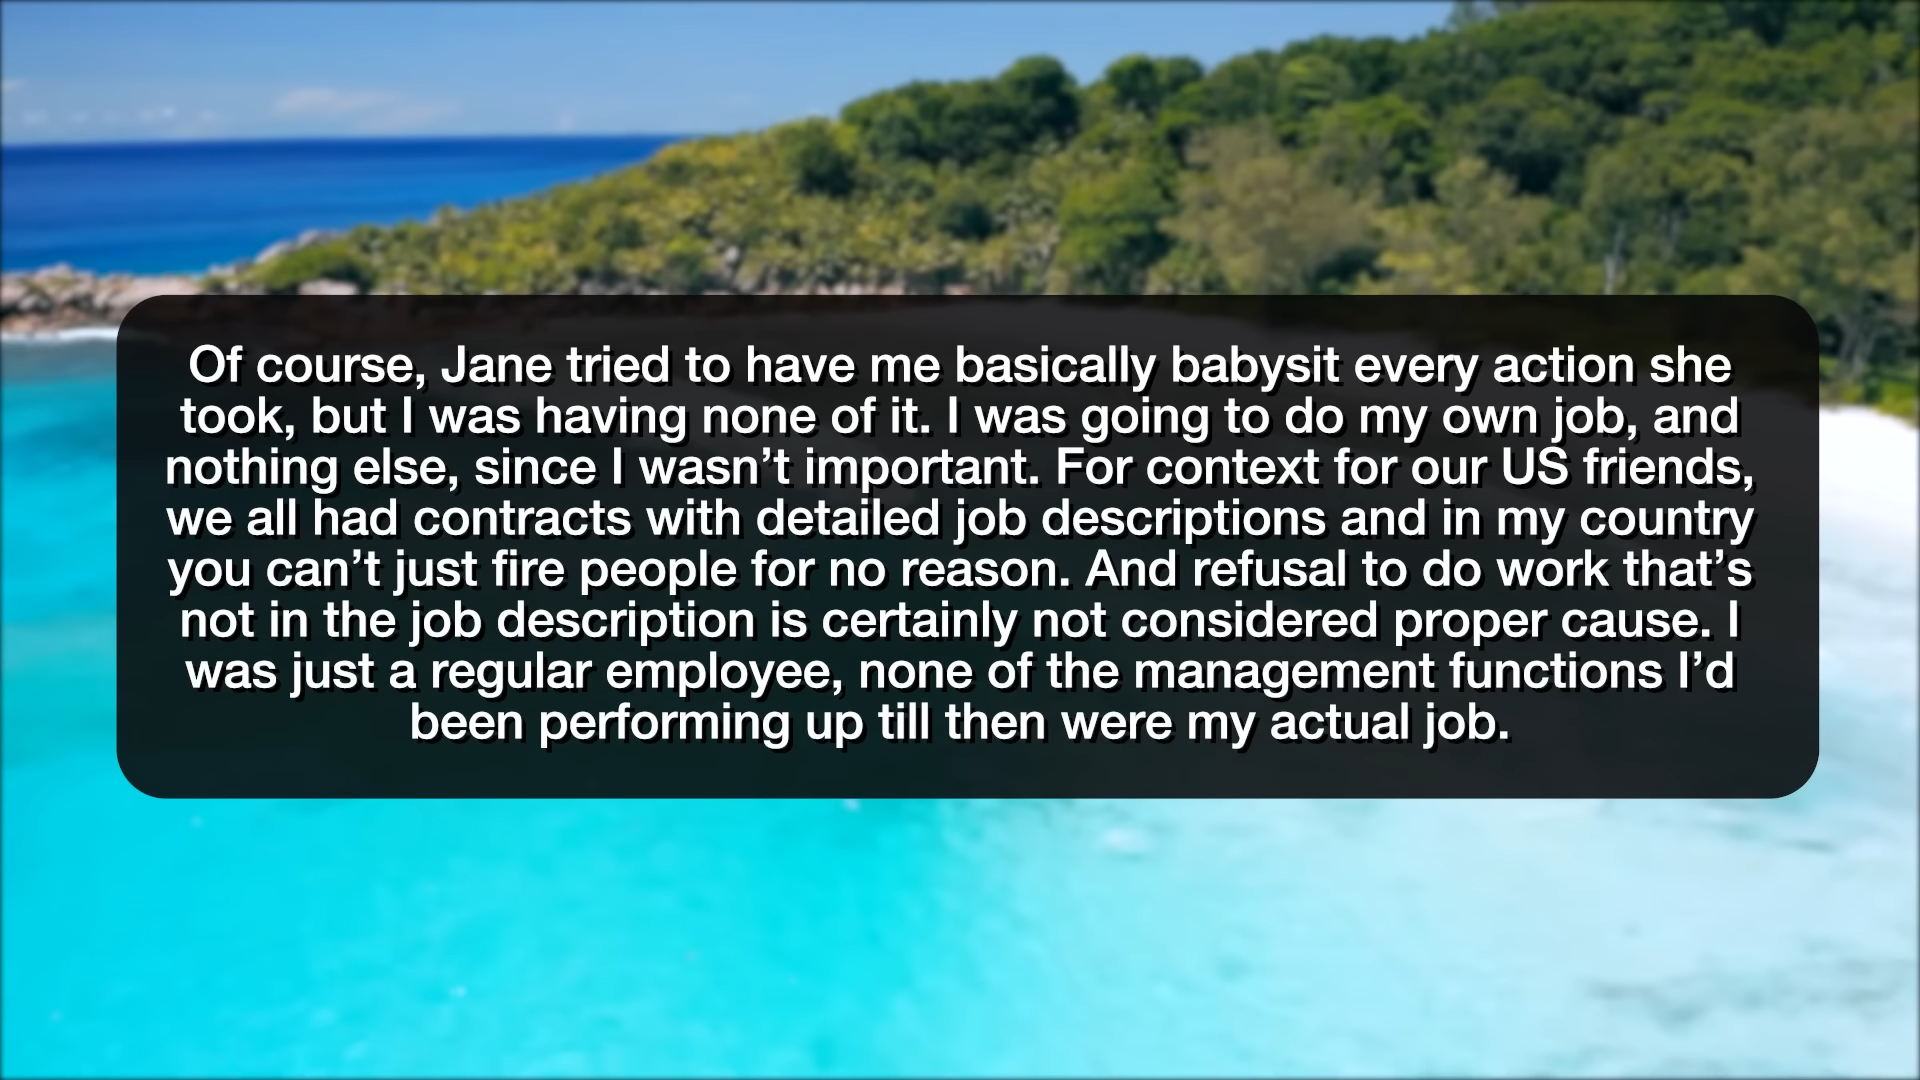 Of course, Jane tried to have me basically babysit every action she
took, but I was having none of it. I was going to do my own job, and
nothing else, since I wasn’t important. For context for our US friends,
we all had contracts with detailed job descriptions and in my country
you can’t just fire people for no reason. And refusal to do work that’s
not in the job description is certainly not considered proper cause. I
was just a regular employee, none of the management functions I’d
been performing up till then were my actual job.